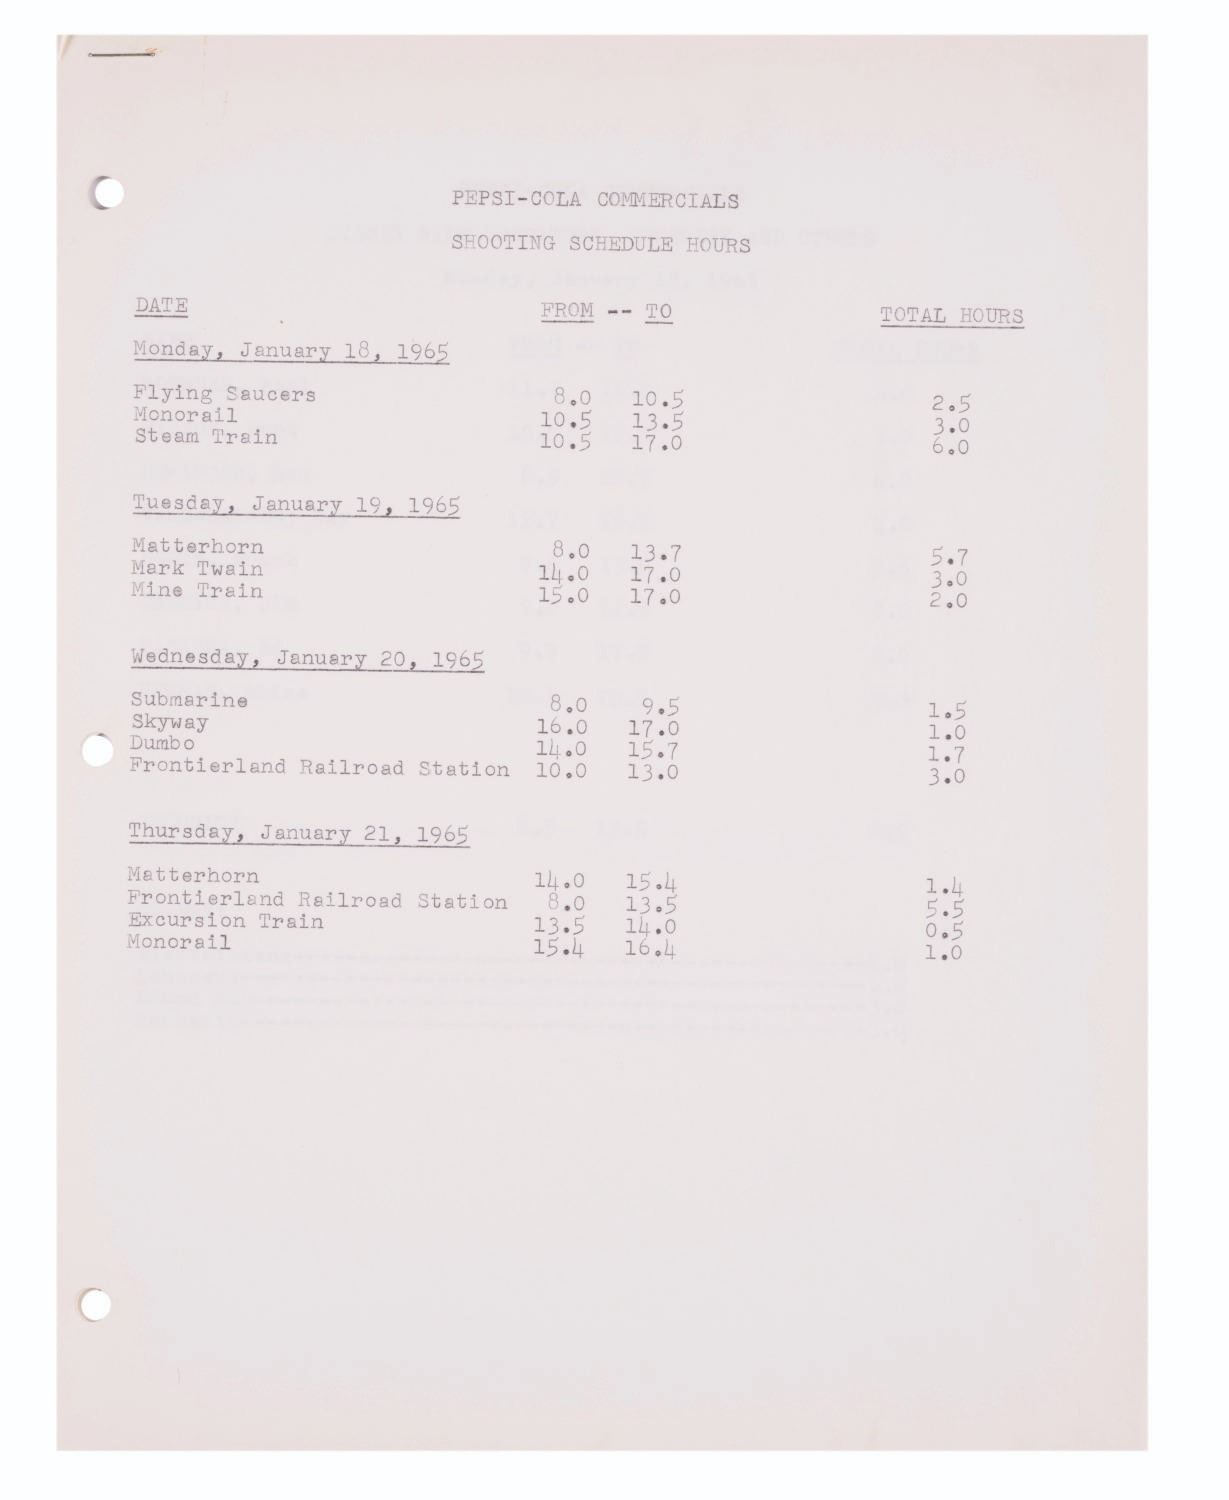 PEPSI-COLA COMMERCIALS
SHOOTING SCHEDULE HOURS
DATE FROM -- TO TOTAL HOURS
Monday, January 18, 1965
Flying Saucers 8.0 10.5 2.5
Monorail 10.5 13.5 3.0
Steam Train 10.5 17.0 6.0
Tuesday, January 19, 1965
Matterhorn 8.0 13.7 5.7
Mark Twain 14.0 17.0 3.0
Mine Train 15.0 17.0 2.0
Wednesday, January 20, 1965
Submarine 8.0 9.5 1.5
Skyway 16.0 17.0 1.0
Dumbo 14.0 15.7 1.7
Frontierland Railroad Station 10.0 13.0 3.0
Thursday, January 21, 1965
Matterhorn 14.0 15.4 1.4
Frontierland Railroad Station 8.0 13.5 5.5
Excursion Train 13.5 14.0 0.5
Monorail 15.4 16.4 1.0